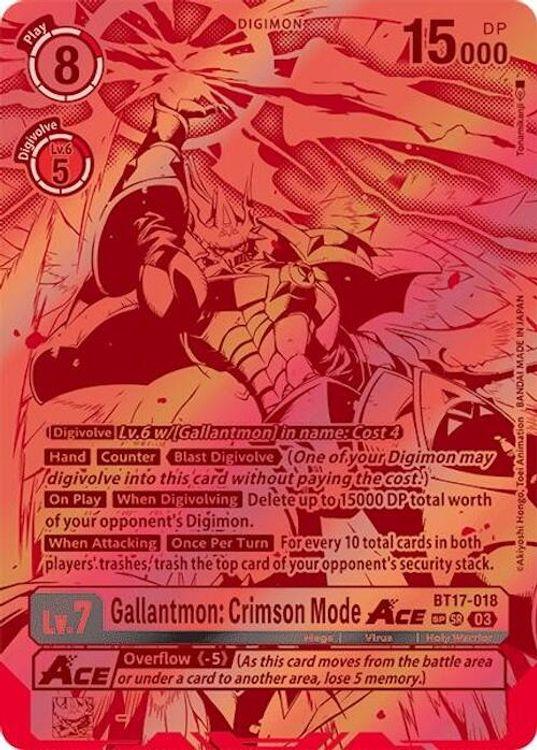 DIGIMON
Play
8
DP
15000
Digivolve
Lv.6
5
Tonamikanji
Digivolve Lv.6 w/[Gallantmon] in name: Cost 4
Hand Counter Blast Digivolve (One of your Digimon may
digivolve into this card without paying the cost.)
On Play When Digivolving Delete up to 15000 DP total worth
of your opponent's Digimon.
When Attacking Once Per Turn For every 10 total cards in both
players' trashes, trash the top card of your opponent's security stack.
©Akiyoshi Hongo, Toei Animation BANDAI MADE IN JAPAN
Lv.7
Gallantmon: Crimson Mode ACE
BT17-018
SP SR 03
Mega Virus Holy Warrior
ACE Overflow《-5》 (As this card moves from the battle area
or under a card to another area, lose 5 memory.)